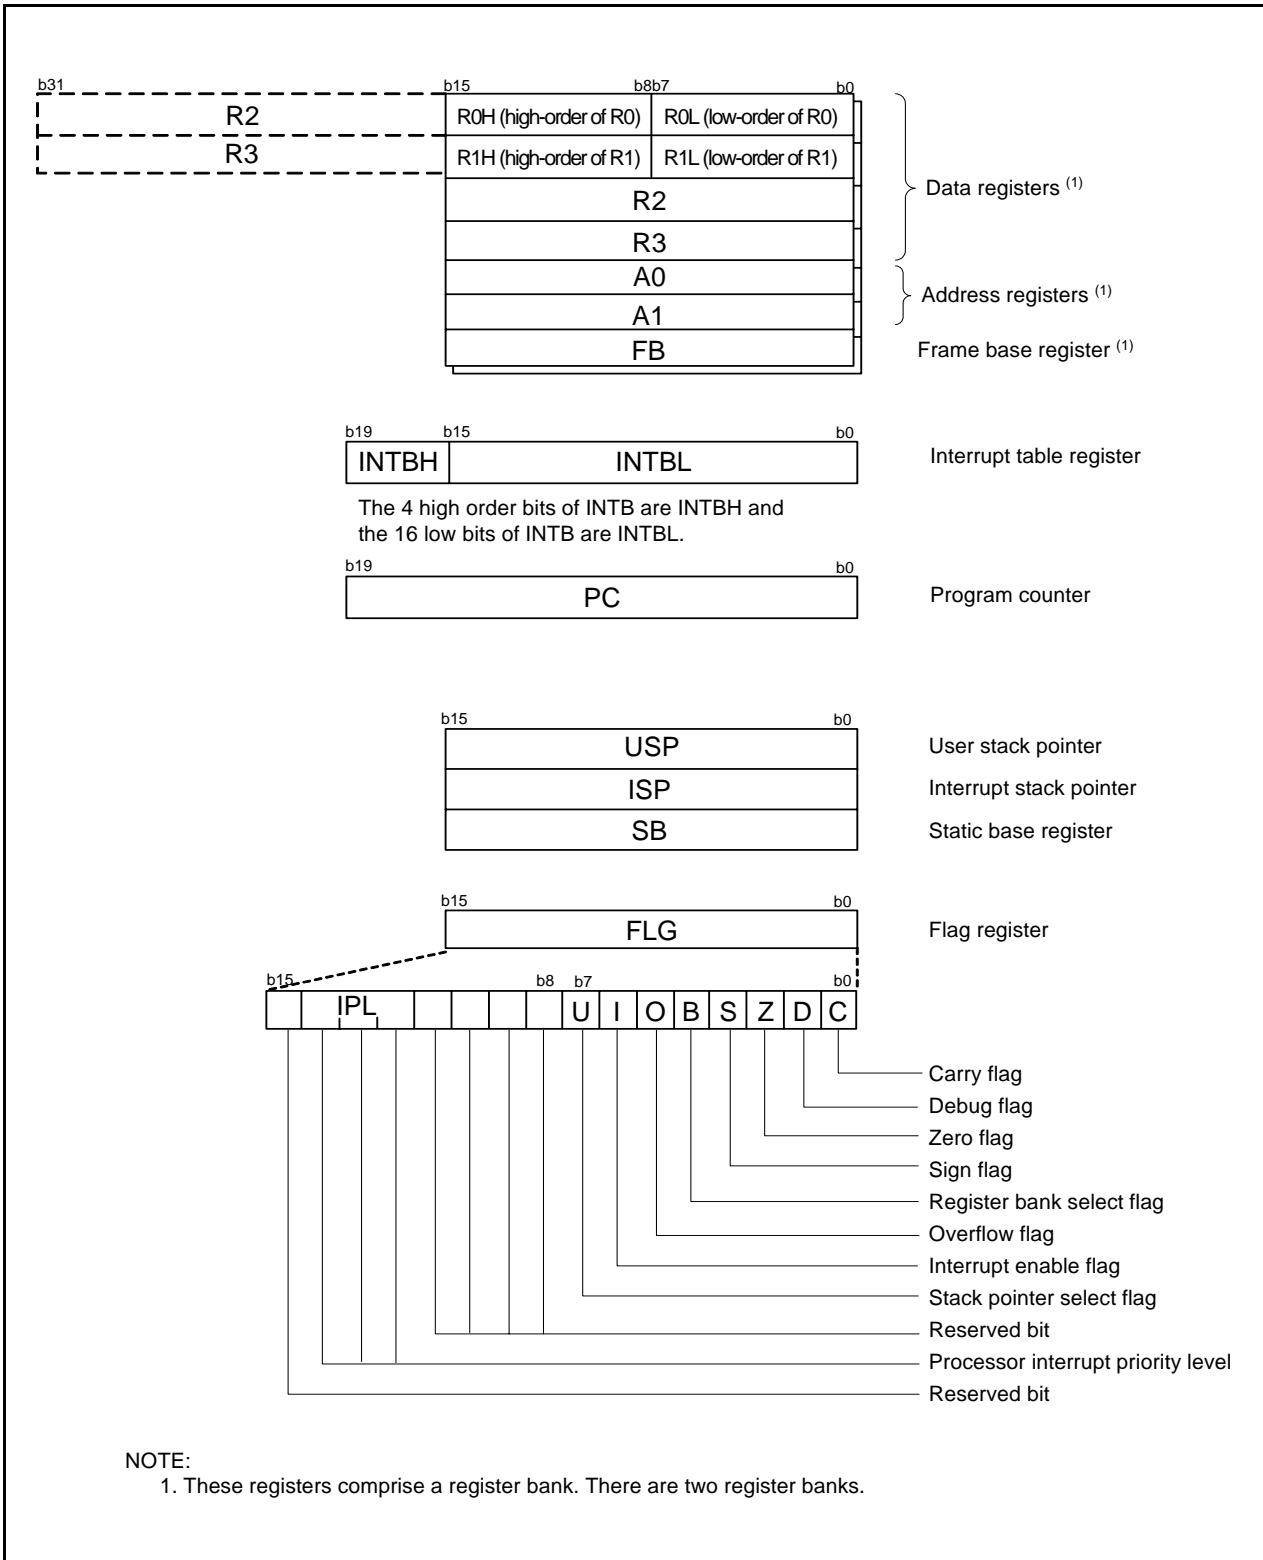 b31 b15 b8b7 b0
R2 R0H (high-order of R0) R0L (low-order of R0)
R3 R1H (high-order of R1) R1L (low-order of R1)
R2
Data registers (1)
R3
A0
Address registers (1)
A1
FB Frame base register (1)
b19 b15 b0
INTBH INTBL Interrupt table register
The 4 high order bits of INTB are INTBH and
the 16 low bits of INTB are INTBL.
b19 b0
PC Program counter
b15 b0
USP User stack pointer
ISP Interrupt stack pointer
SB Static base register
b15 b0
FLG Flag register
b15 b8 b7 b0
IPL U I O B S Z D C
Carry flag
Debug flag
Zero flag
Sign flag
Register bank select flag
Overflow flag
Interrupt enable flag
Stack pointer select flag
Reserved bit
Processor interrupt priority level
Reserved bit
NOTE:
1. These registers comprise a register bank. There are two register banks.